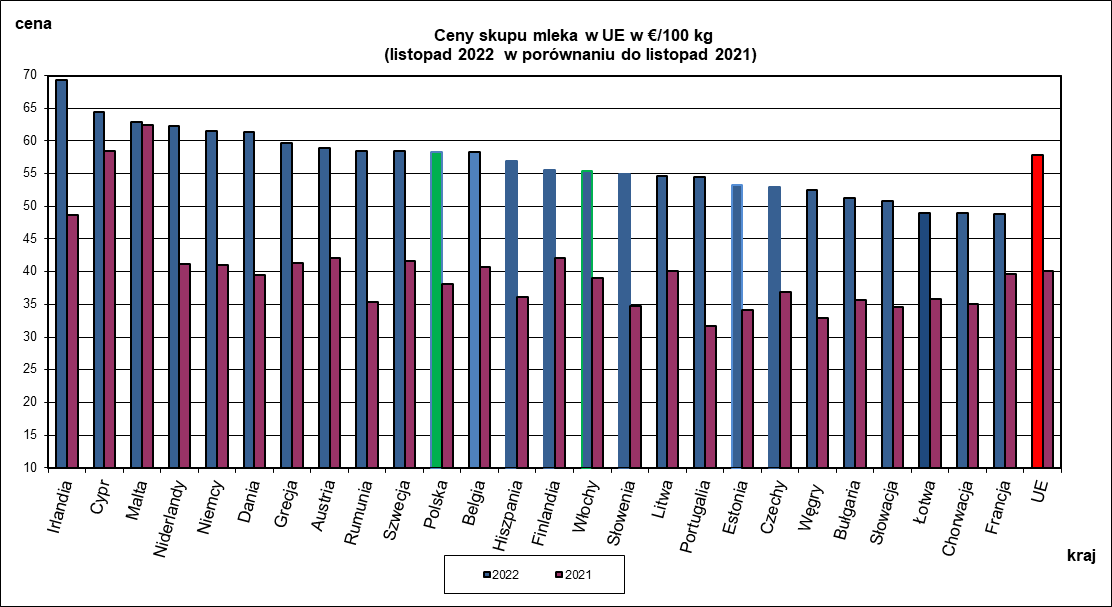 cena
Ceny skupu mleka w UE w €/100 kg
(listopad 2022 w porównaniu do listopad 2021)
70
65
60
55
50
45
40
35
30
25
20
15
10
Irlandia
Cypr
Malta
Niderlandy
Niemcy
Dania
Grecja
Austria
Rumunia
Szwecja
Polska
Belgia
Hiszpania
Finlandia
Włochy
Słowenia
Litwa
Portugalia
Estonia
Czechy
Węgry
Bułgaria
Słowacja
Łotwa
Chorwacja
Francja
UE
kraj
2022 2021